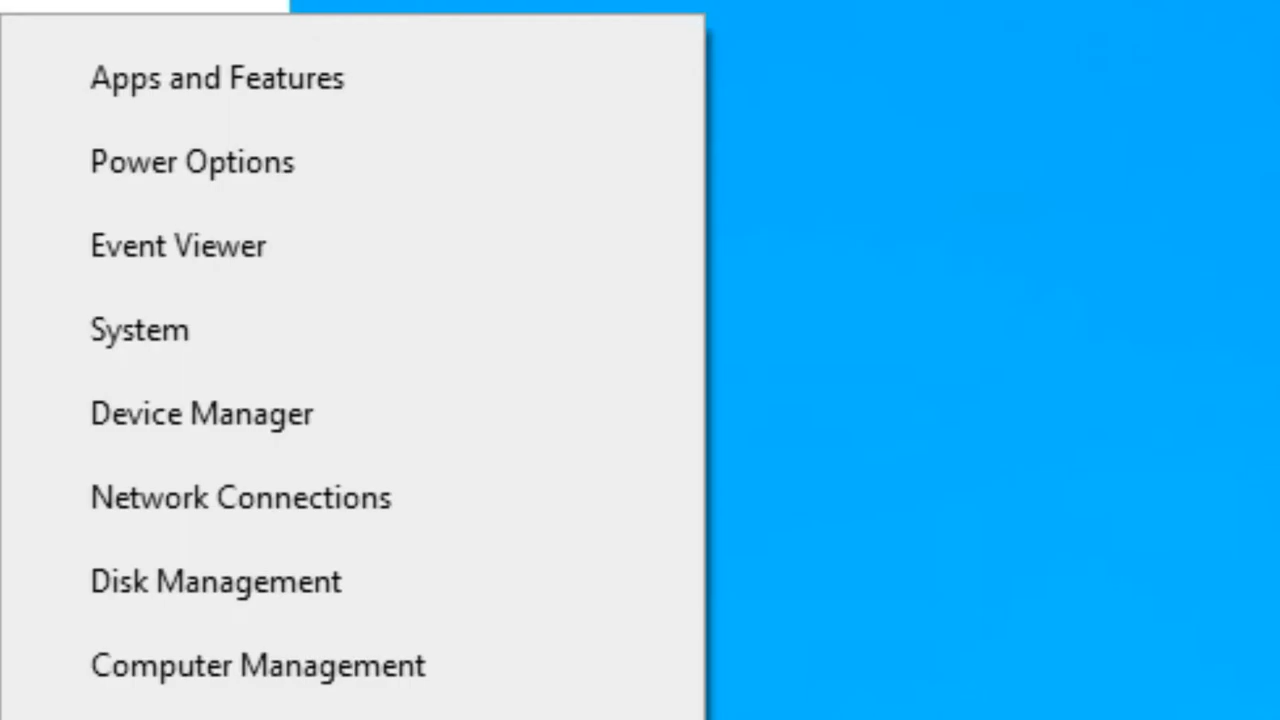 Apps and Features
Power Options
Event Viewer
System
Device Manager
Network Connections
Disk Management
Computer Management